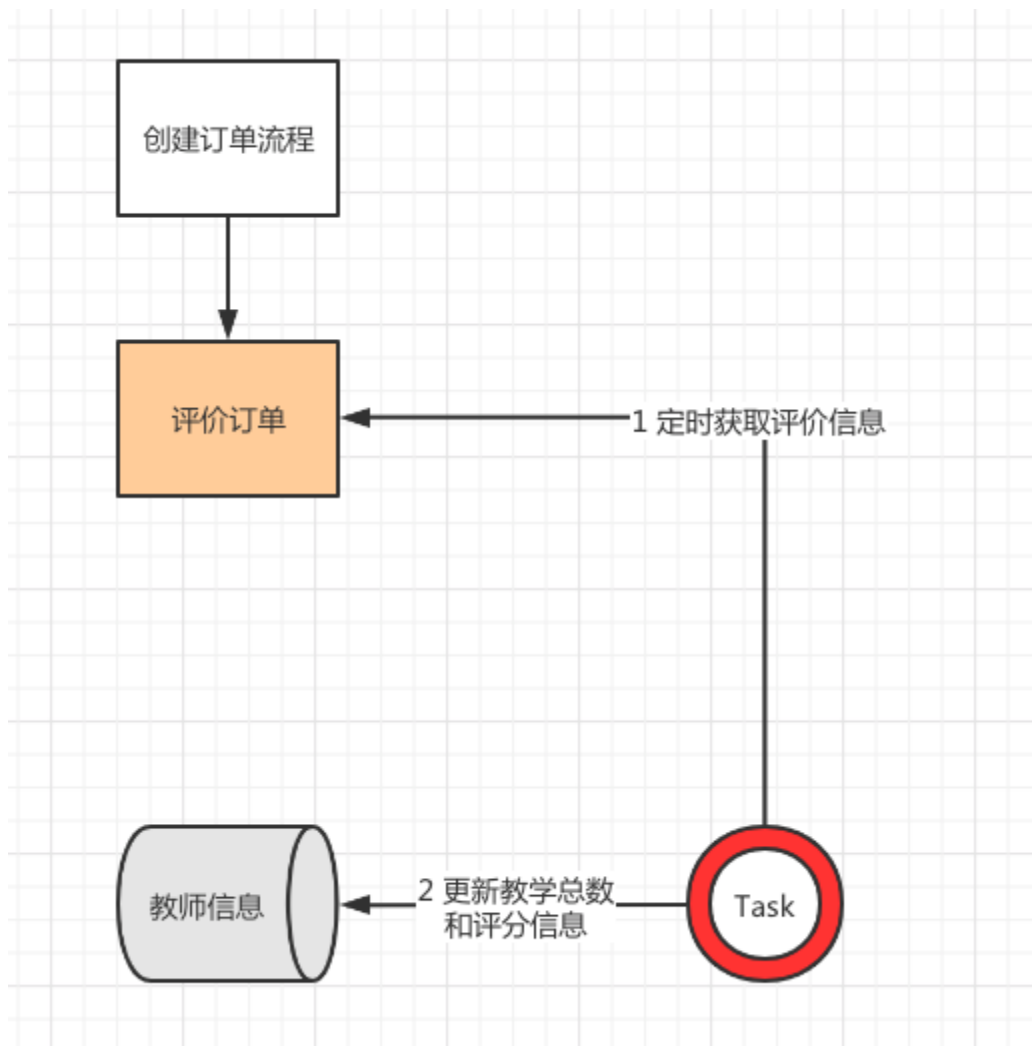 创建订单流程
评价订单
1 定时获取评价信息
教师信息
2 更新教学总数
和评分信息
Task